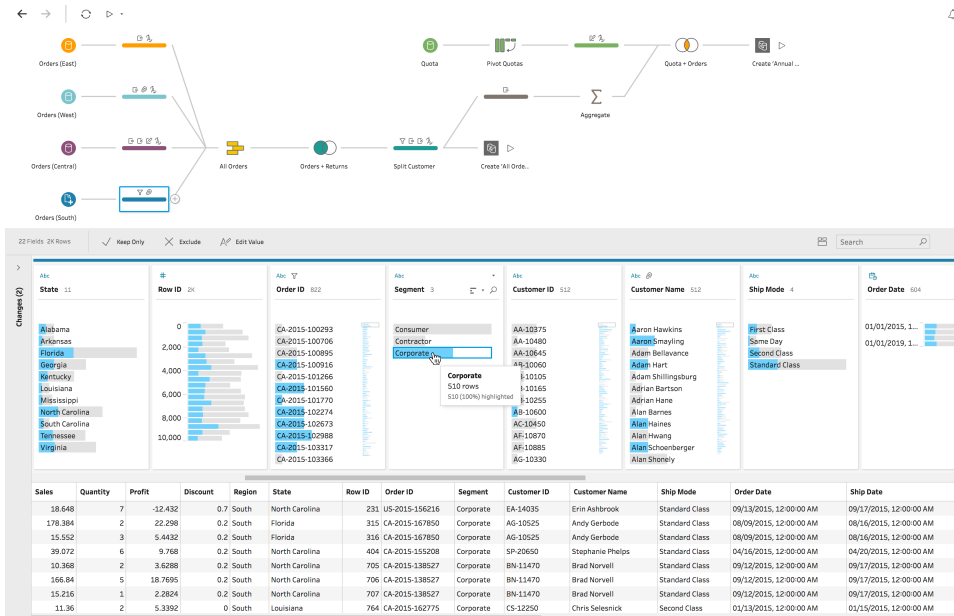 Orders (East)
Quota
Pivot Quotas
Quota + Orders
Create 'Annual ...
Orders (West)
Aggregate
Orders (Central)
All Orders
Orders + Returns
Split Customer
Create 'All Orde...
Orders (South)
22 Fields 2K Rows
Keep Only
Exclude
Edit Value
Search
Changes (2)
Abc
State 11
Alabama
Arkansas
Florida
Georgia
Kentucky
Louisiana
Mississippi
North Carolina
South Carolina
Tennessee
Virginia
#
Row ID 2K
0
2,000
4,000
6,000
8,000
10,000
Abc
Order ID 822
CA-2015-100293
CA-2015-100706
CA-2015-100895
CA-2015-100916
CA-2015-101266
CA-2015-101560
CA-2015-101770
CA-2015-102274
CA-2015-102673
CA-2015-102988
CA-2015-103317
CA-2015-103366
Abc
Segment 3
Consumer
Contractor
Corporate
Corporate
510 rows
510 (100%) highlighted
Abc
Customer ID 512
AA-10375
AA-10480
AA-10645
AB-10060
AB-10105
AB-10165
AB-10255
AB-10600
AC-10450
AF-10870
AF-10885
AG-10330
Abc
Customer Name 512
Aaron Hawkins
Aaron Smayling
Adam Bellavance
Adam Hart
Adam Shillingsburg
Adrian Bartson
Adrian Hane
Alan Barnes
Alan Haines
Alan Hwang
Alan Schoenberger
Alan Shonely
Abc
Ship Mode 4
First Class
Same Day
Second Class
Standard Class
Order Date 604
01/01/2015, 1...
01/01/2019, 1...
Sales Quantity Profit Discount Region State Row ID Order ID Segment Customer ID Customer Name Ship Mode Order Date Ship Date
18.648 7 -12.432 0.7 South North Carolina 231 US-2015-156216 Corporate EA-14035 Erin Ashbrook Standard Class 09/13/2015, 12:00:00 AM 09/17/2015, 12:00:00 AM
178.384 2 22.298 0.2 South Florida 315 CA-2015-167850 Corporate AG-10525 Andy Gerbode Standard Class 08/09/2015, 12:00:00 AM 08/16/2015, 12:00:00 AM
15.552 3 5.4432 0.2 South Florida 316 CA-2015-167850 Corporate AG-10525 Andy Gerbode Standard Class 08/09/2015, 12:00:00 AM 08/16/2015, 12:00:00 AM
39.072 6 9.768 0.2 South North Carolina 404 CA-2015-155208 Corporate SP-20650 Stephanie Phelps Standard Class 04/16/2015, 12:00:00 AM 04/20/2015, 12:00:00 AM
10.368 2 3.6288 0.2 South North Carolina 705 CA-2015-138527 Corporate BN-11470 Brad Norvell Standard Class 09/12/2015, 12:00:00 AM 09/17/2015, 12:00:00 AM
166.84 5 18.7695 0.2 South North Carolina 706 CA-2015-138527 Corporate BN-11470 Brad Norvell Standard Class 09/12/2015, 12:00:00 AM 09/17/2015, 12:00:00 AM
15.216 1 2.2824 0.2 South North Carolina 707 CA-2015-138527 Corporate BN-11470 Brad Norvell Standard Class 09/12/2015, 12:00:00 AM 09/17/2015, 12:00:00 AM
11.36 2 5.3392 0 South Louisiana 764 CA-2015-162775 Corporate CS-12250 Chris Selesnick Second Class 01/13/2015, 12:00:00 AM 01/15/2015, 12:00:00 AM